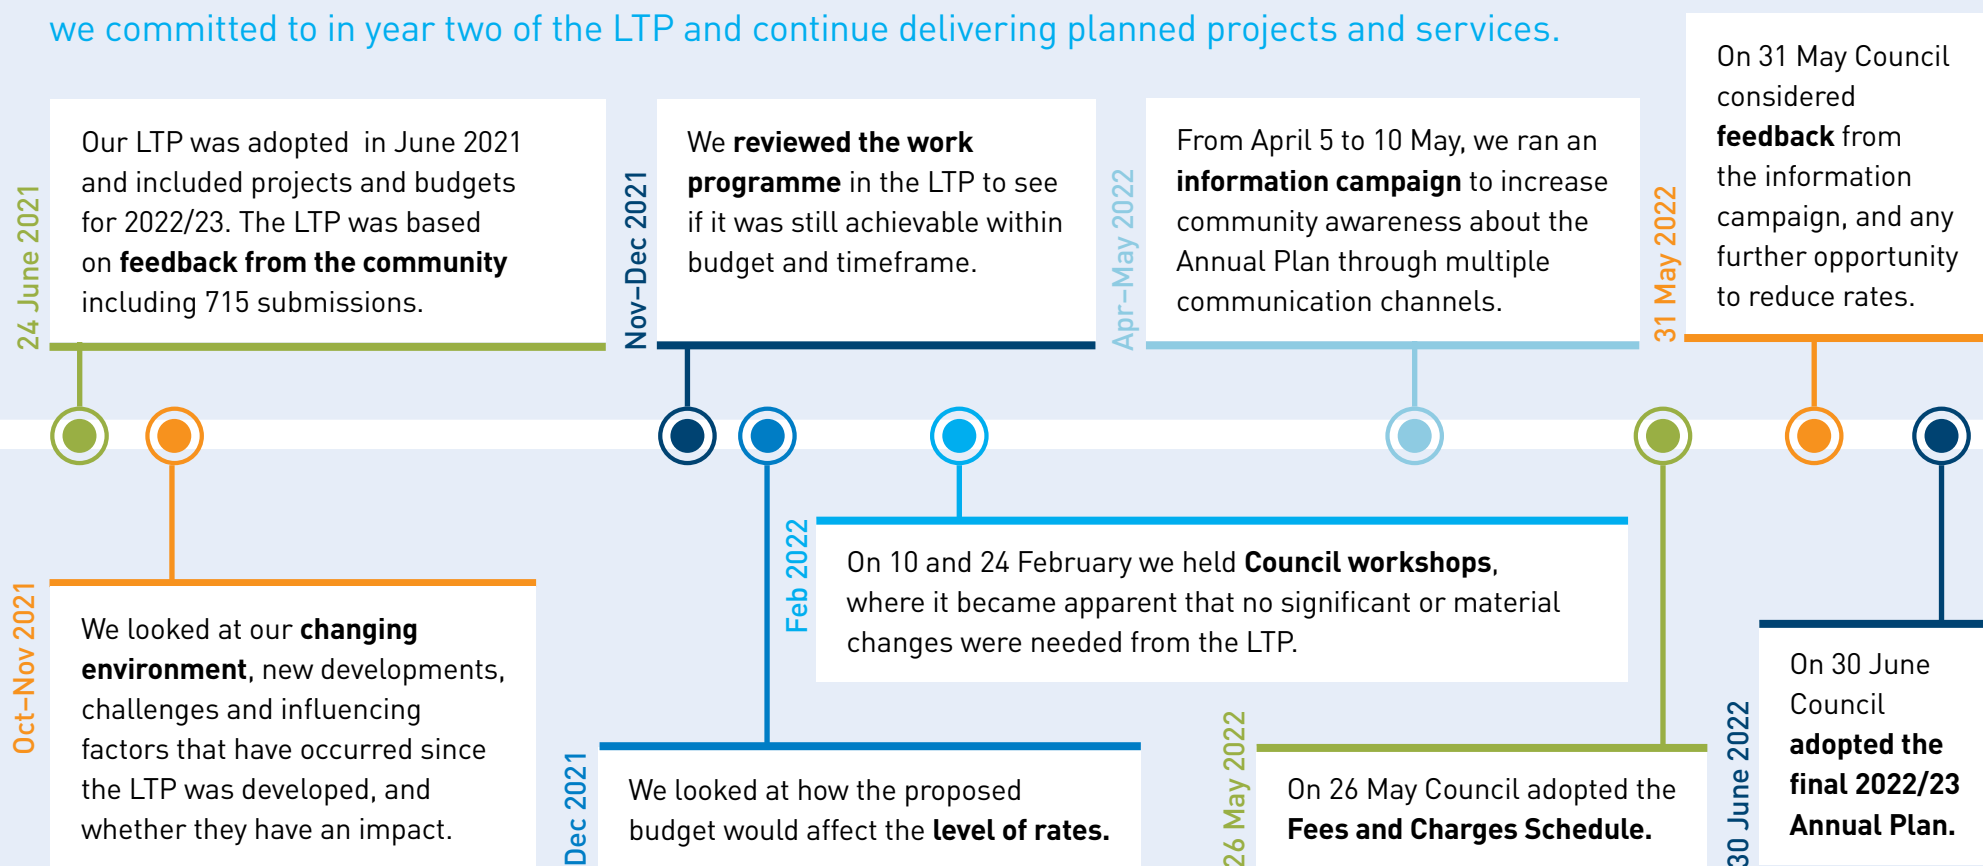 we committed to in year two of the LTP and continue delivering planned projects and services.
24 June 2021
Our LTP was adopted in June 2021
and included projects and budgets
for 2022/23. The LTP was based
on feedback from the community
including 715 submissions.
Oct–Nov 2021
We looked at our changing
environment, new developments,
challenges and influencing
factors that have occurred since
the LTP was developed, and
whether they have an impact.
Nov–Dec 2021
We reviewed the work
programme in the LTP to see
if it was still achievable within
budget and timeframe.
Dec 2021
We looked at how the proposed
budget would affect the level of rates.
Feb 2022
On 10 and 24 February we held Council workshops,
where it became apparent that no significant or material
changes were needed from the LTP.
Apr–May 2022
From April 5 to 10 May, we ran an
information campaign to increase
community awareness about the
Annual Plan through multiple
communication channels.
26 May 2022
On 26 May Council adopted the
Fees and Charges Schedule.
31 May 2022
On 31 May Council
considered
feedback from
the information
campaign, and any
further opportunity
to reduce rates.
30 June 2022
On 30 June
Council
adopted the
final 2022/23
Annual Plan.